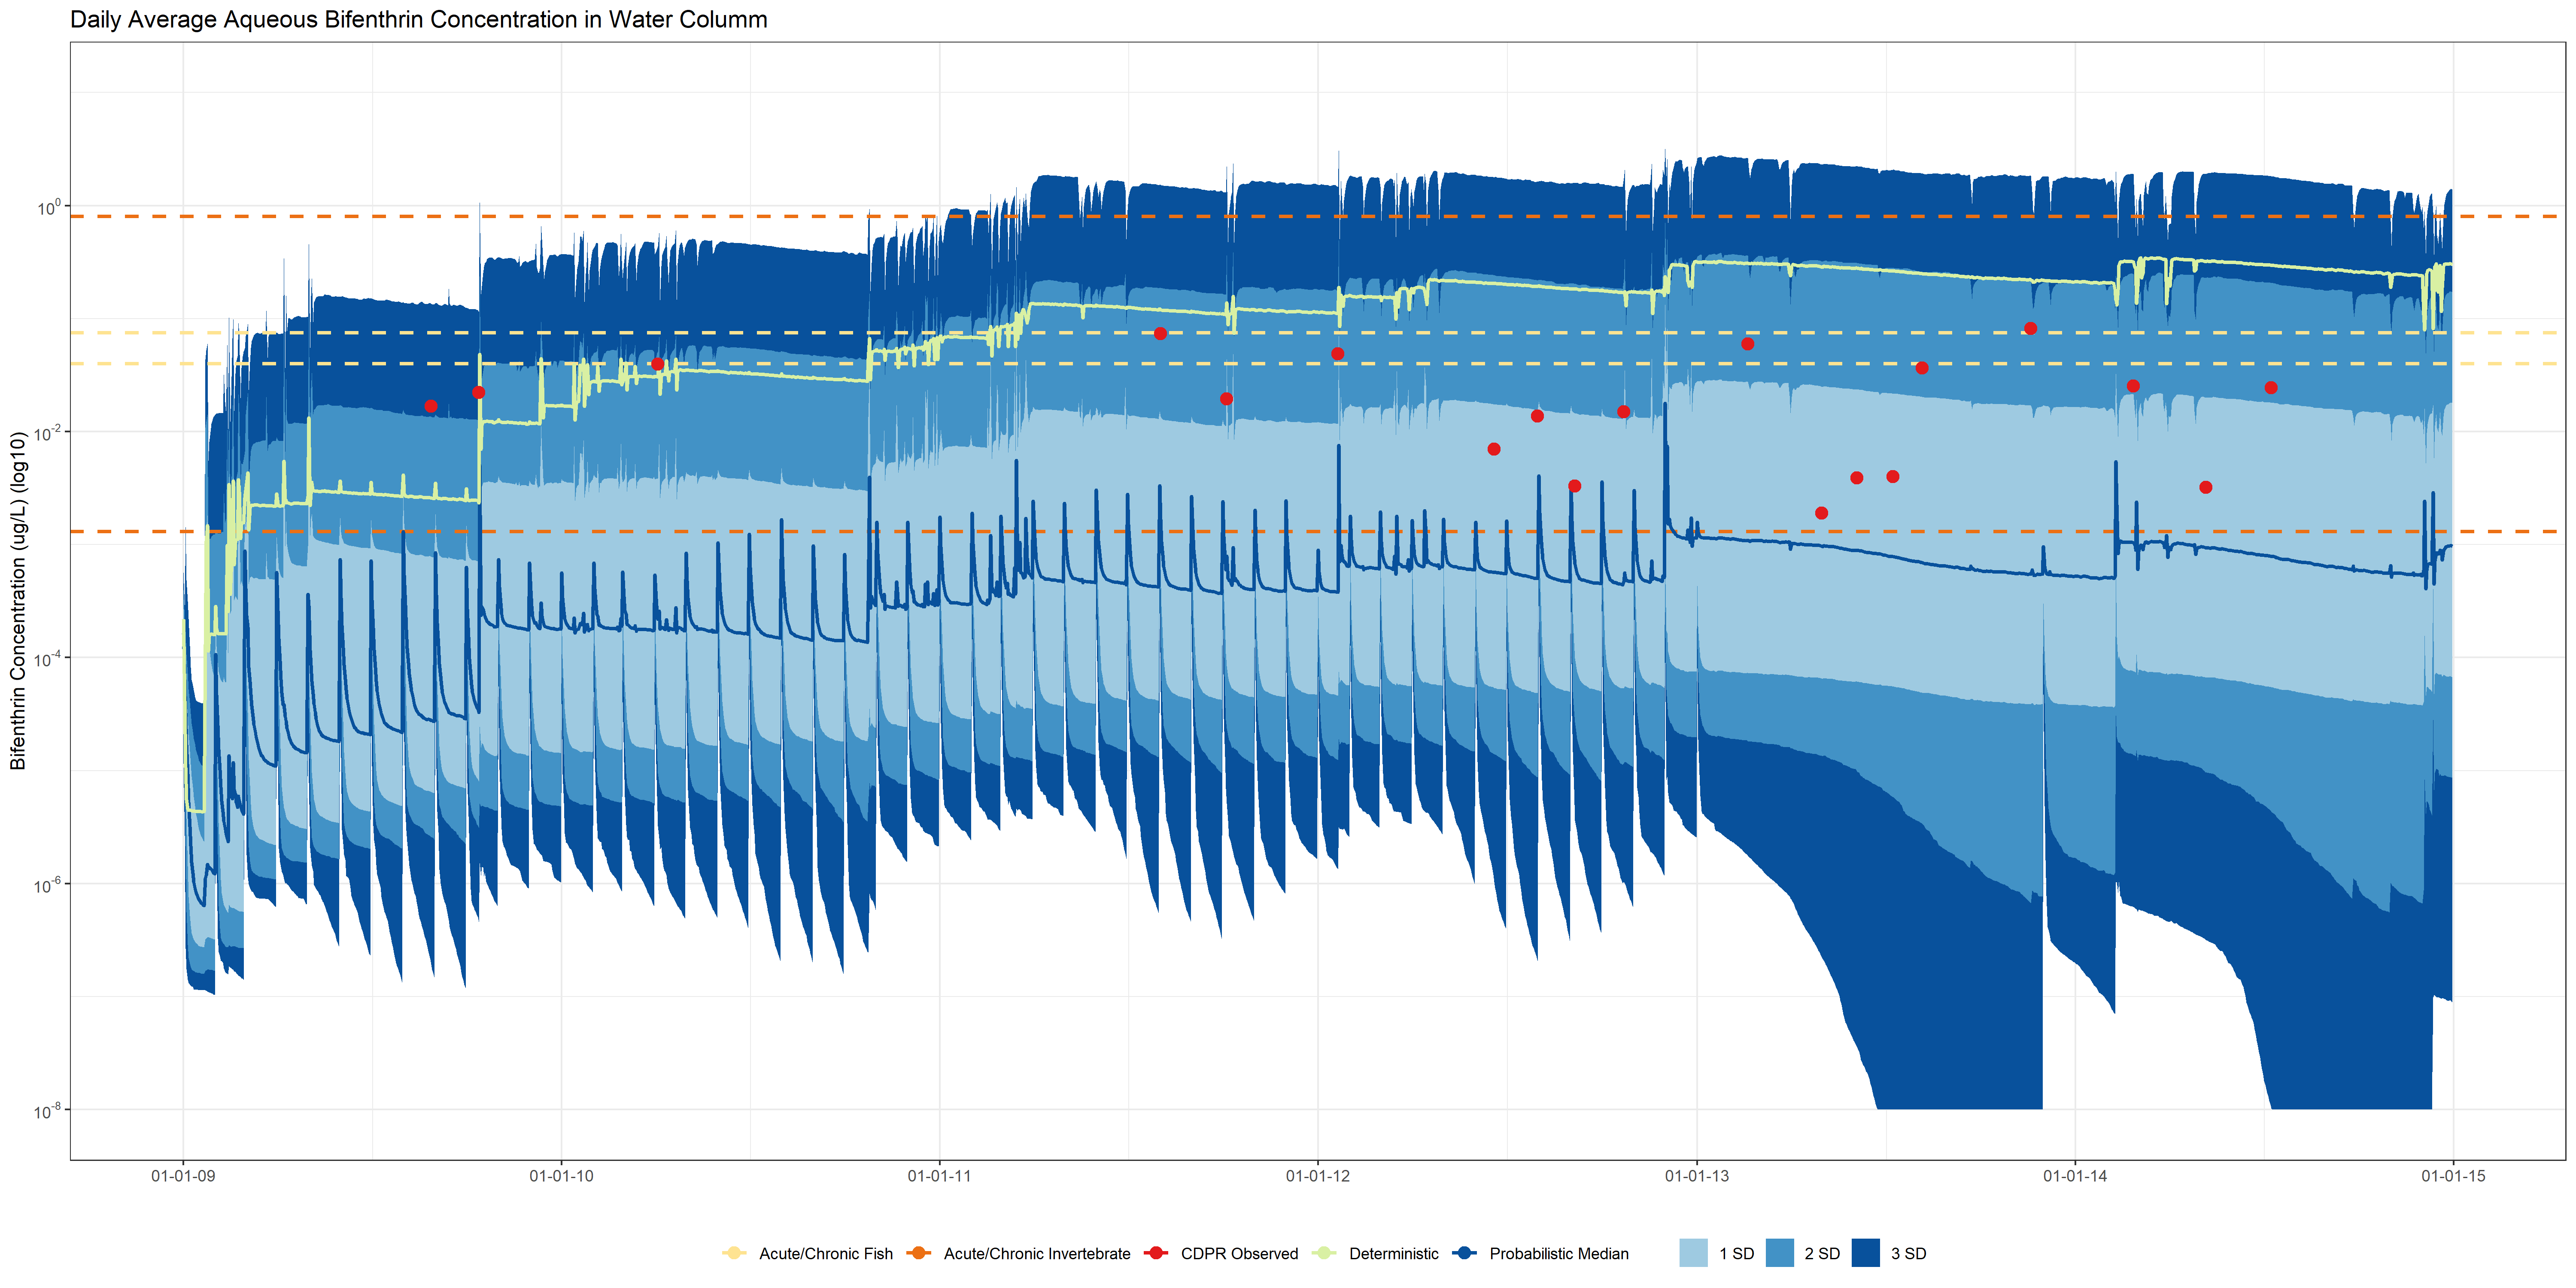 Daily Average Aqueous Bifenthrin Concentration in Water Columm
Bifenthrin Concentration (ug/L) (log10)
10^0
10^-2
10^-4
10^-6
10^-8
01-01-09
01-01-10
01-01-11
01-01-12
01-01-13
01-01-14
01-01-15
Acute/Chronic Fish
Acute/Chronic Invertebrate
CDPR Observed
Deterministic
Probabilistic Median
1 SD
2 SD
3 SD